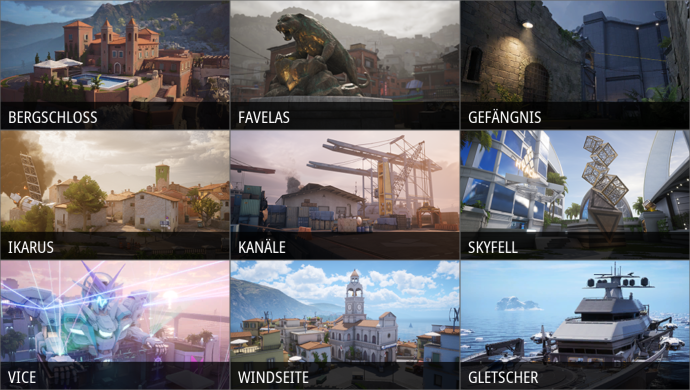 BERGSCHLOSS
FAVELAS
GEFÄNGNIS
IKARUS
KANÄLE
SKYFELL
VICE
WINDSEITE
GLETSCHER